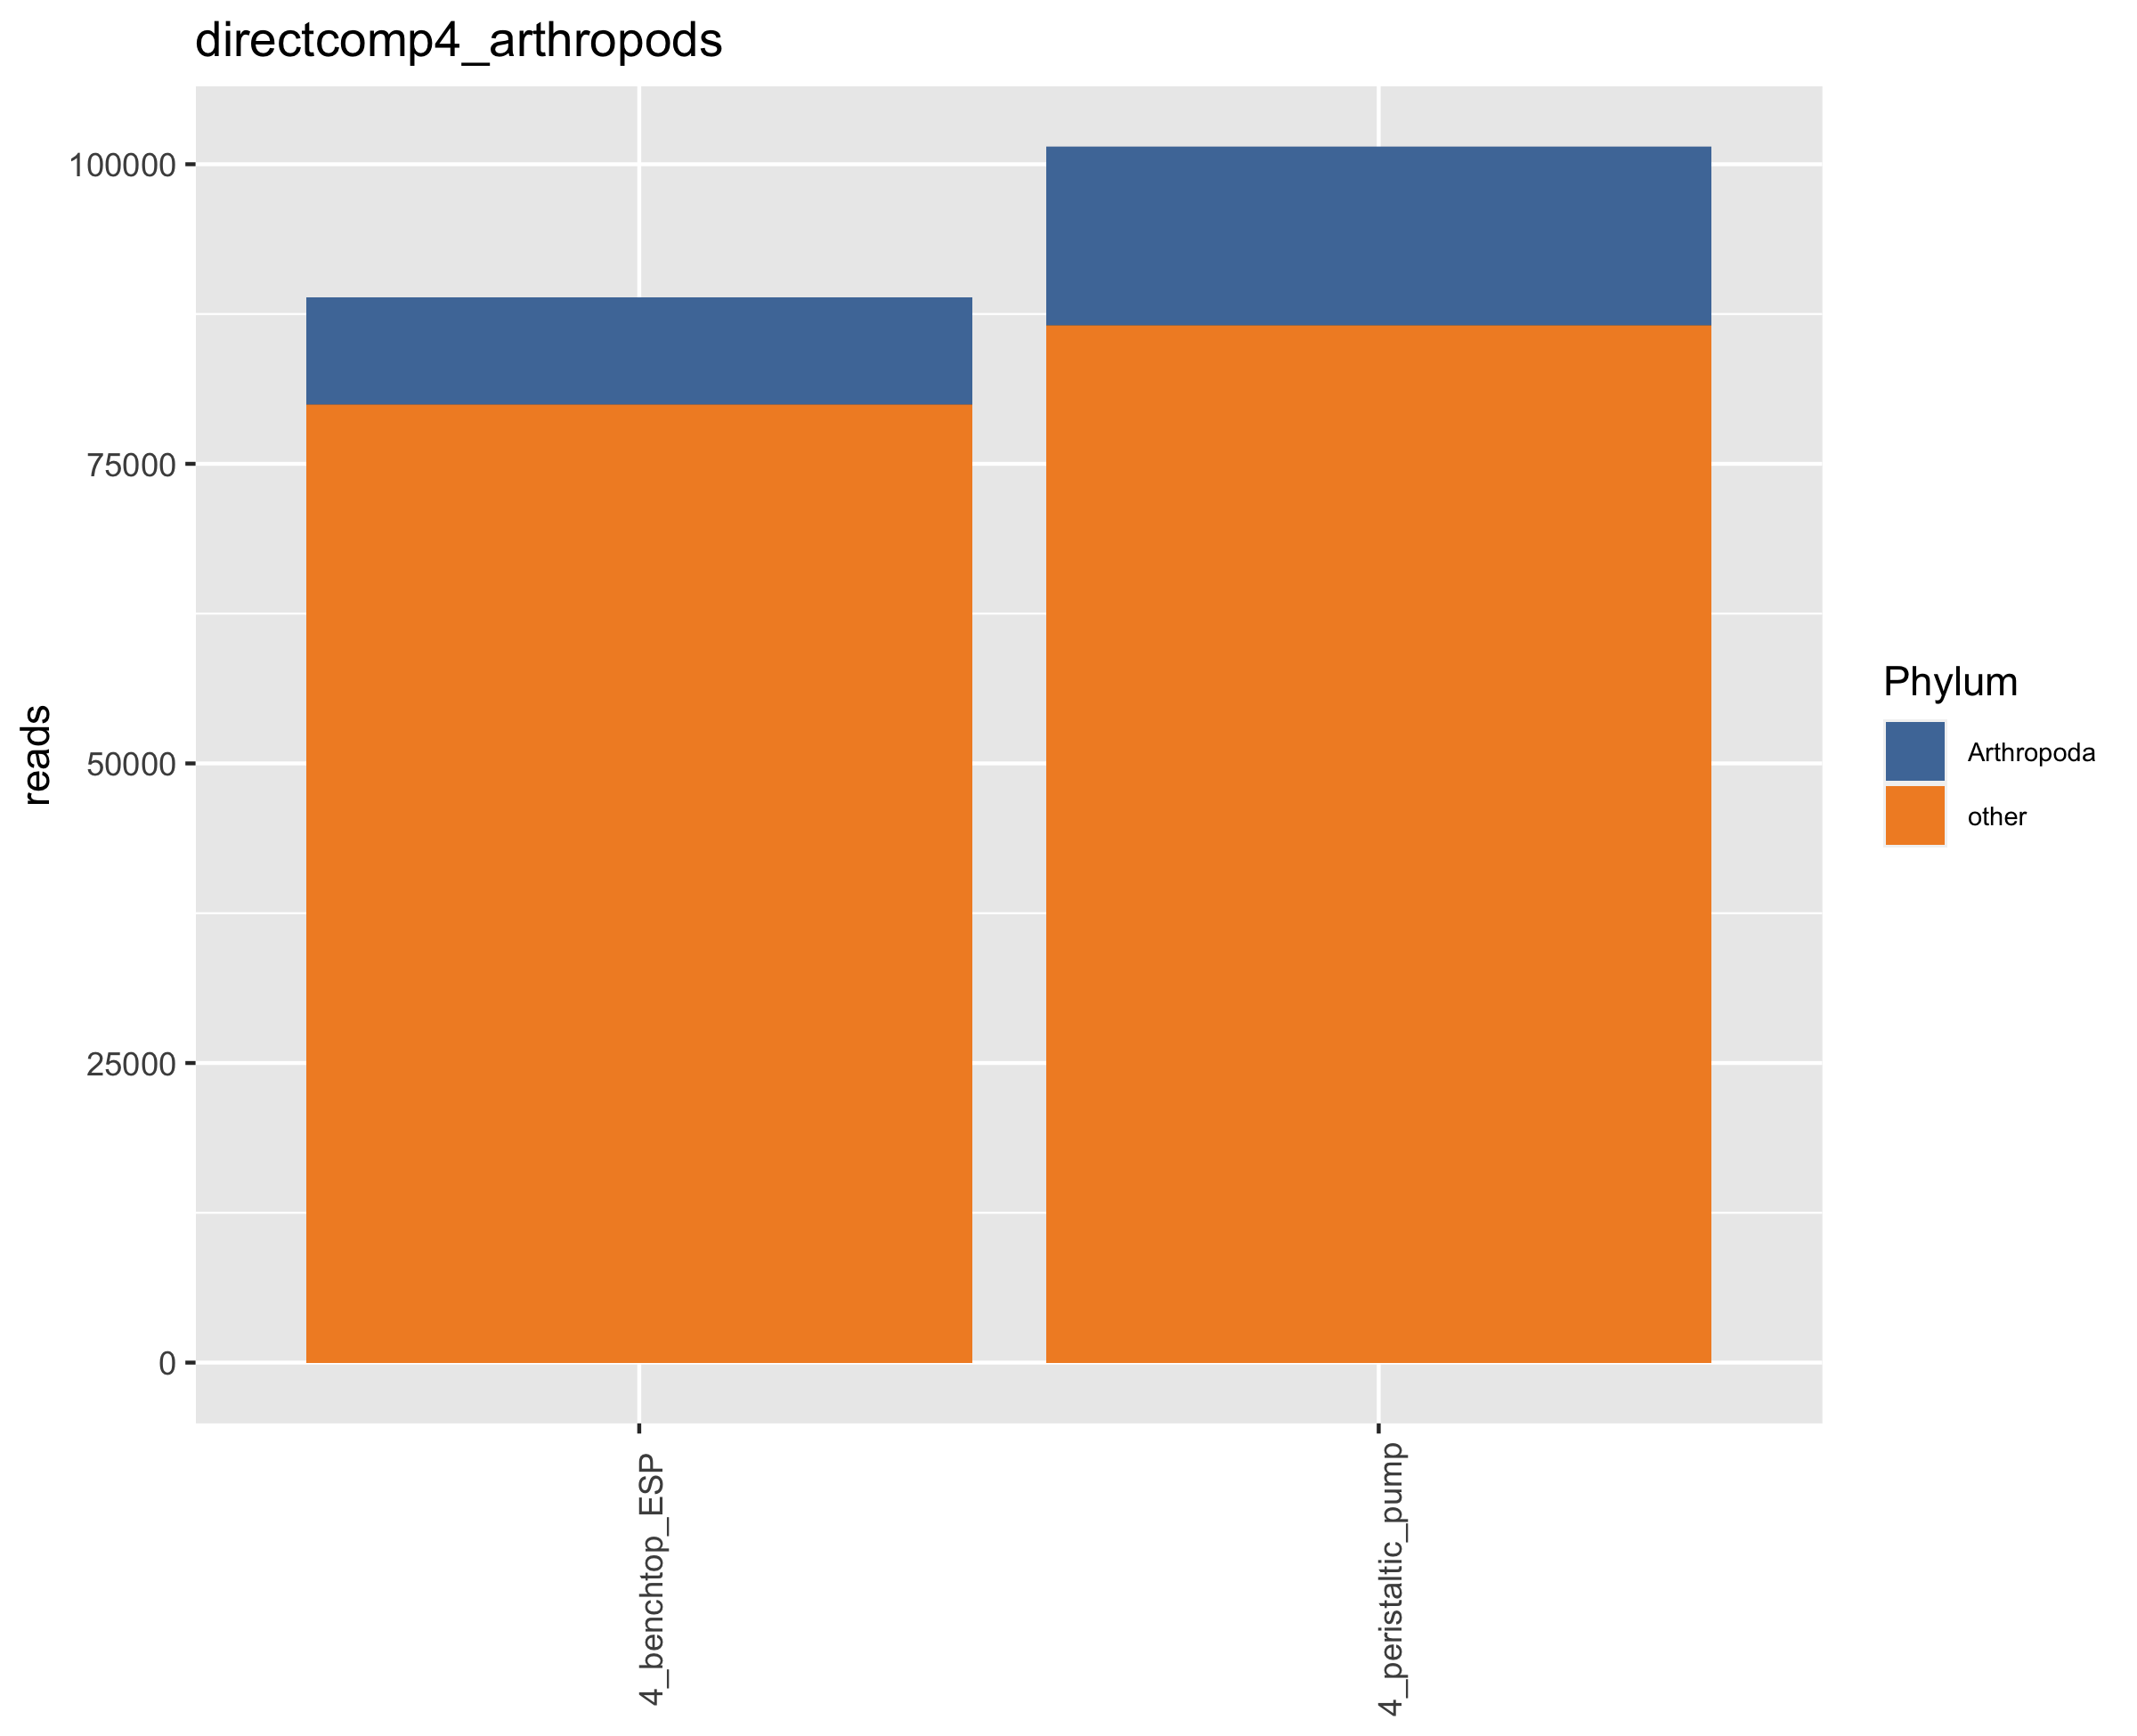 directcomp4_arthropods
100000
75000
50000
25000
0
reads
4_benchtop_ESP
4_peristaltic_pump
Phylum
Arthropoda
other